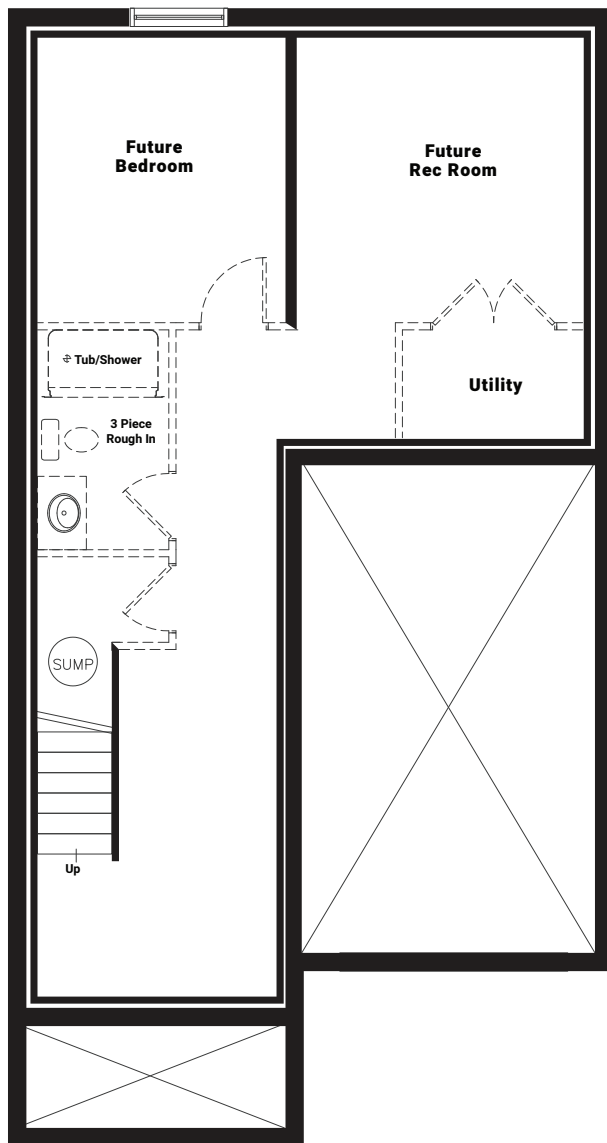 Future
Bedroom
Future
Rec Room
Tub/Shower
3 Piece
Rough In
Utility
SUMP
Up